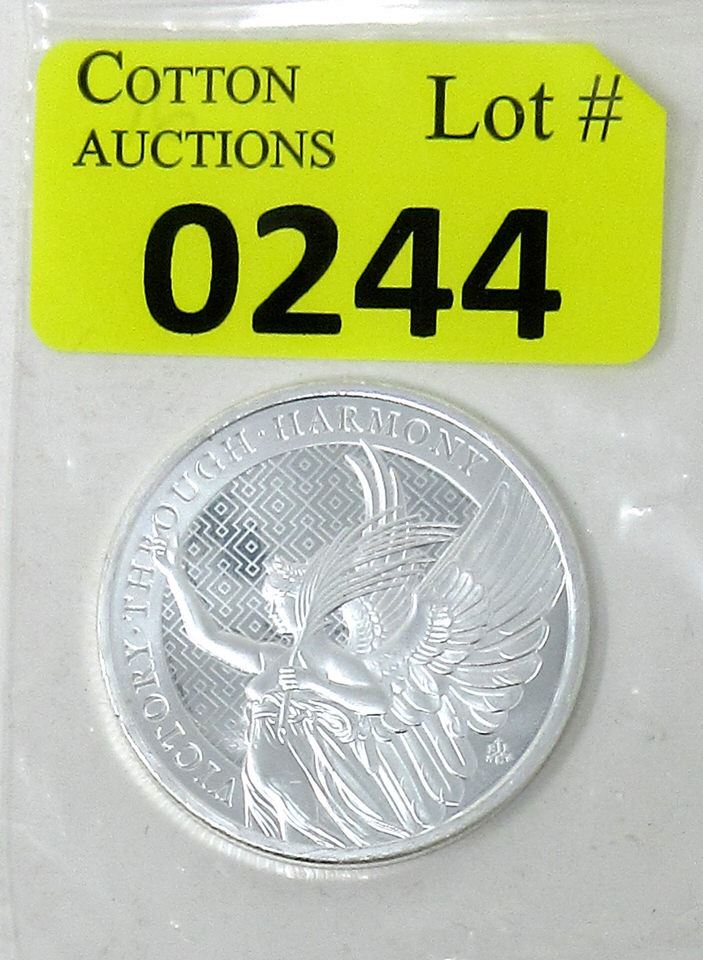 COTTON
AUCTIONS
Lot #
0244
VICTORY · THROUGH · HARMONY